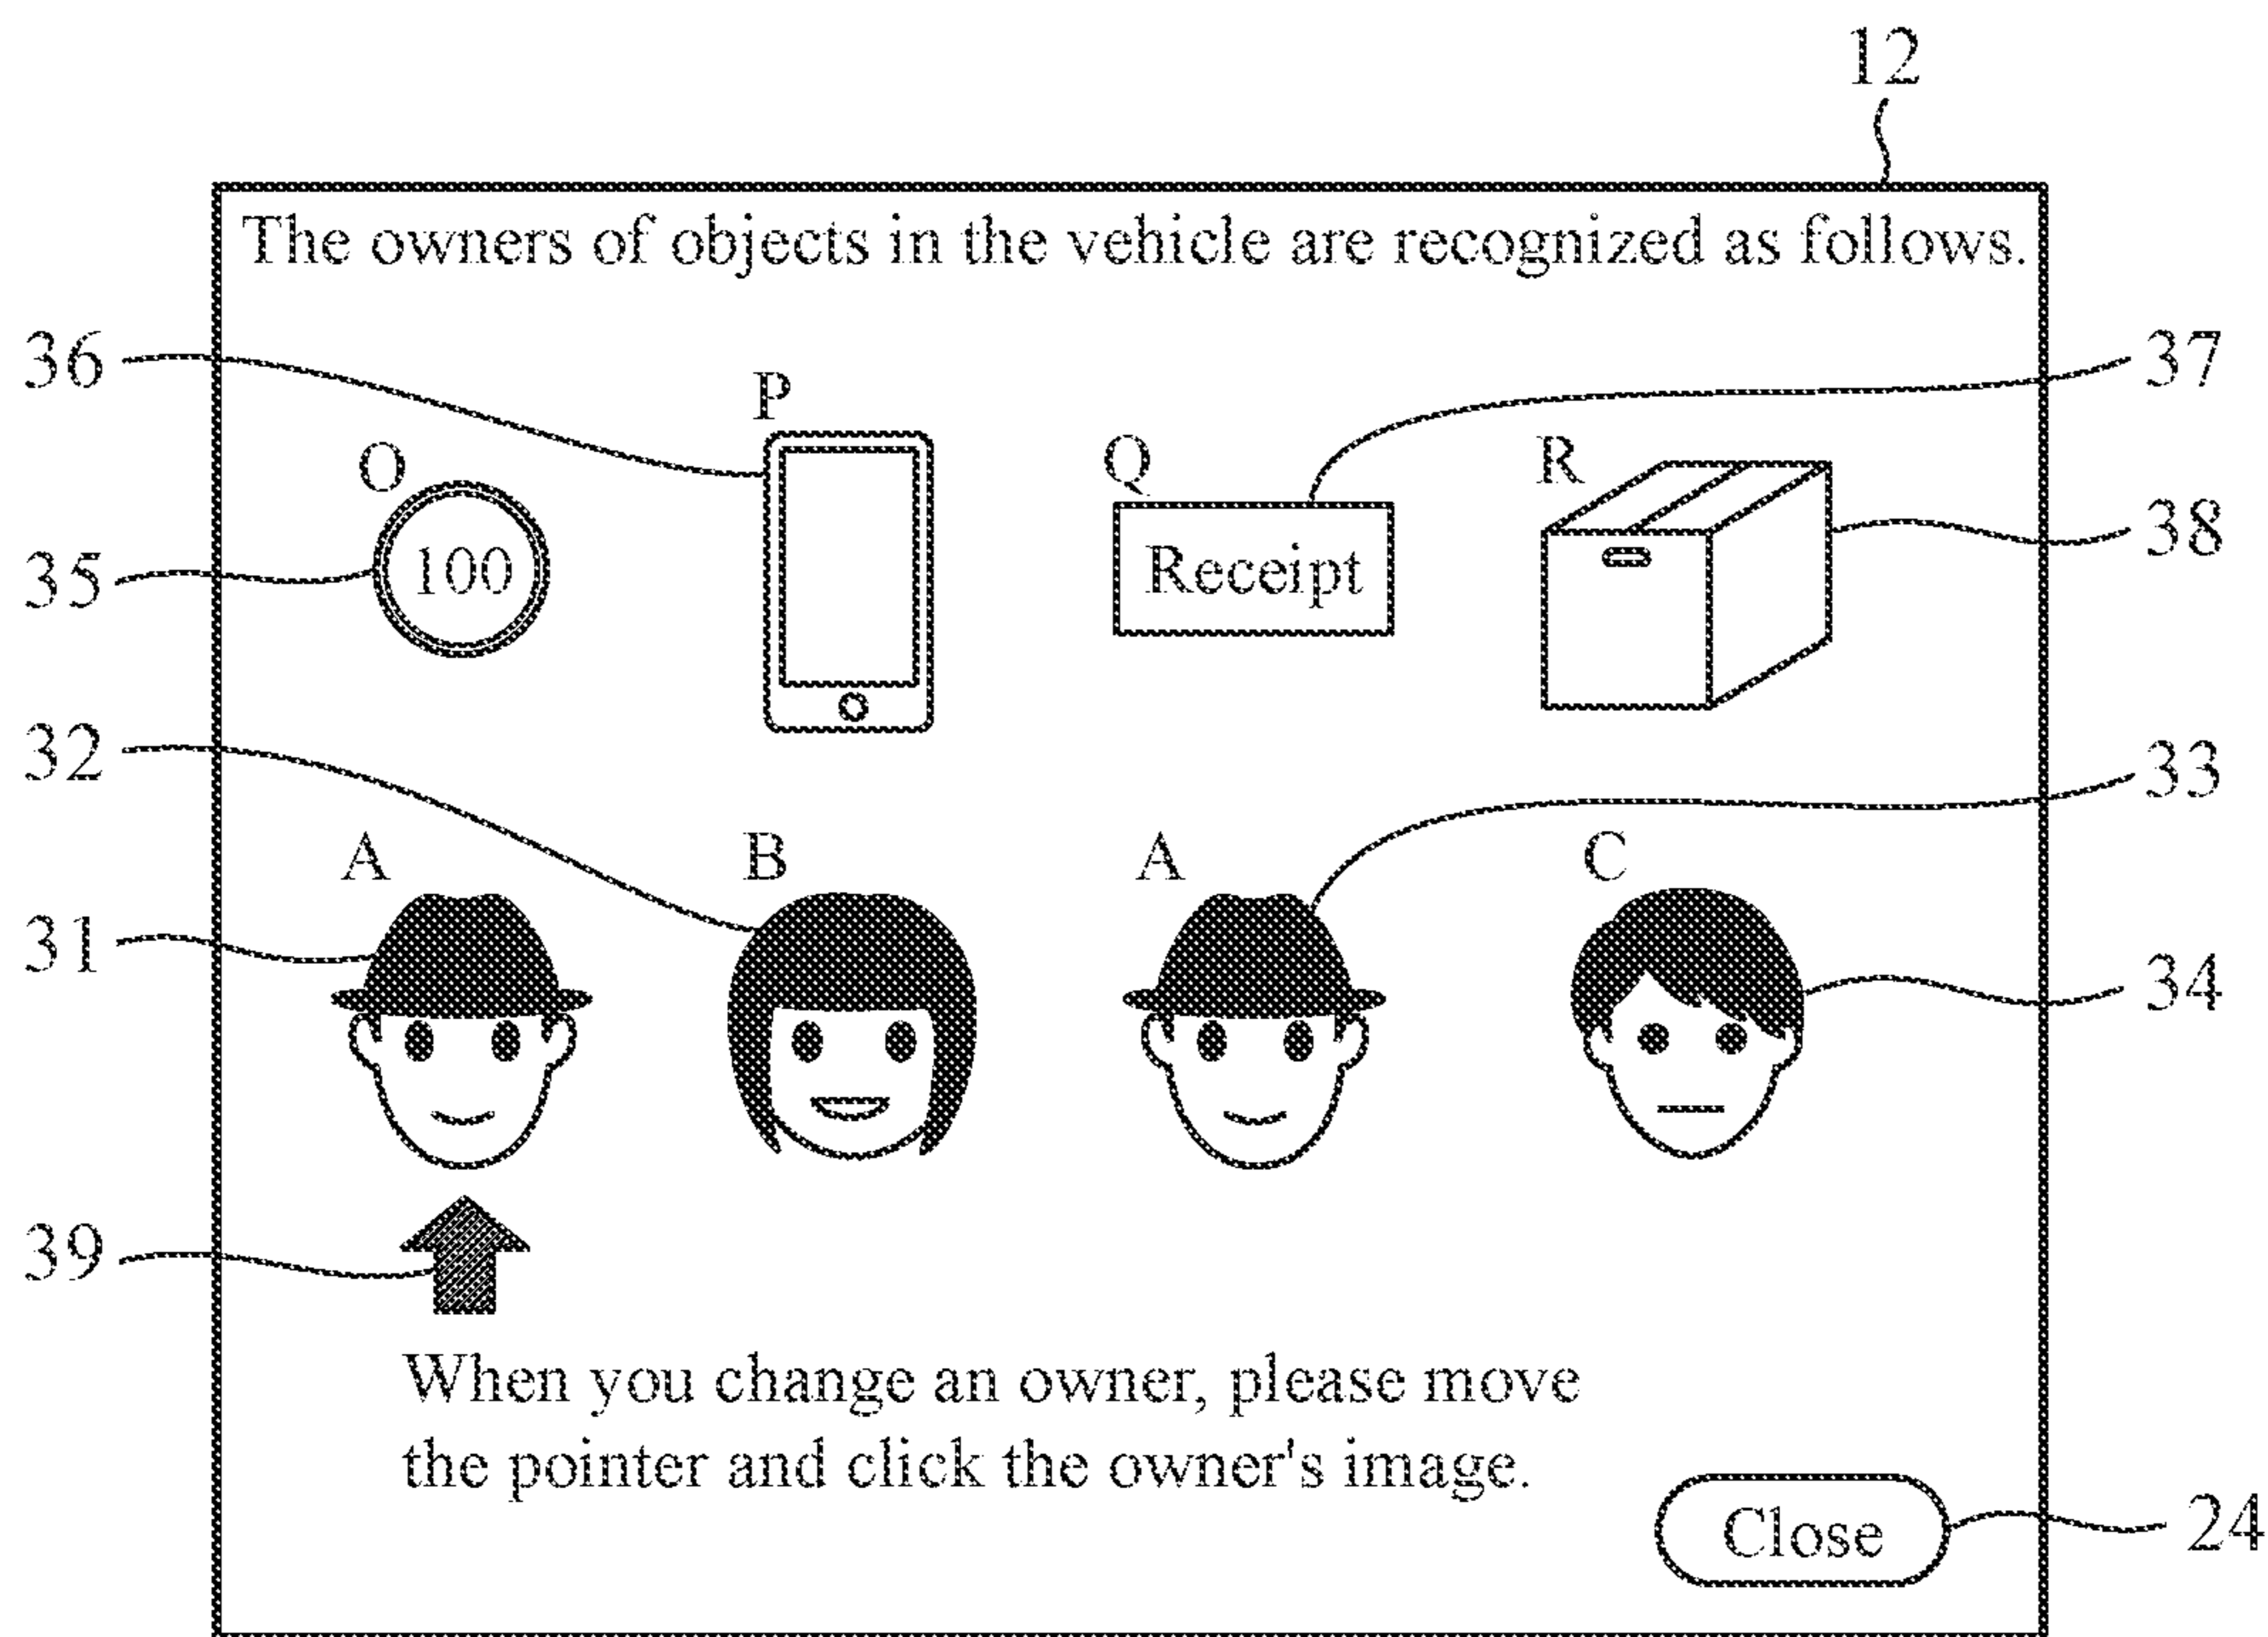 12
The owners of objects in the vehicle are recognized as follows.
36
37
P
O
Q
R
100
Receipt
35
38
32
33
A
B
A
C
31
34
39
When you change an owner, please move
the pointer and click the owner's image.
Close
24